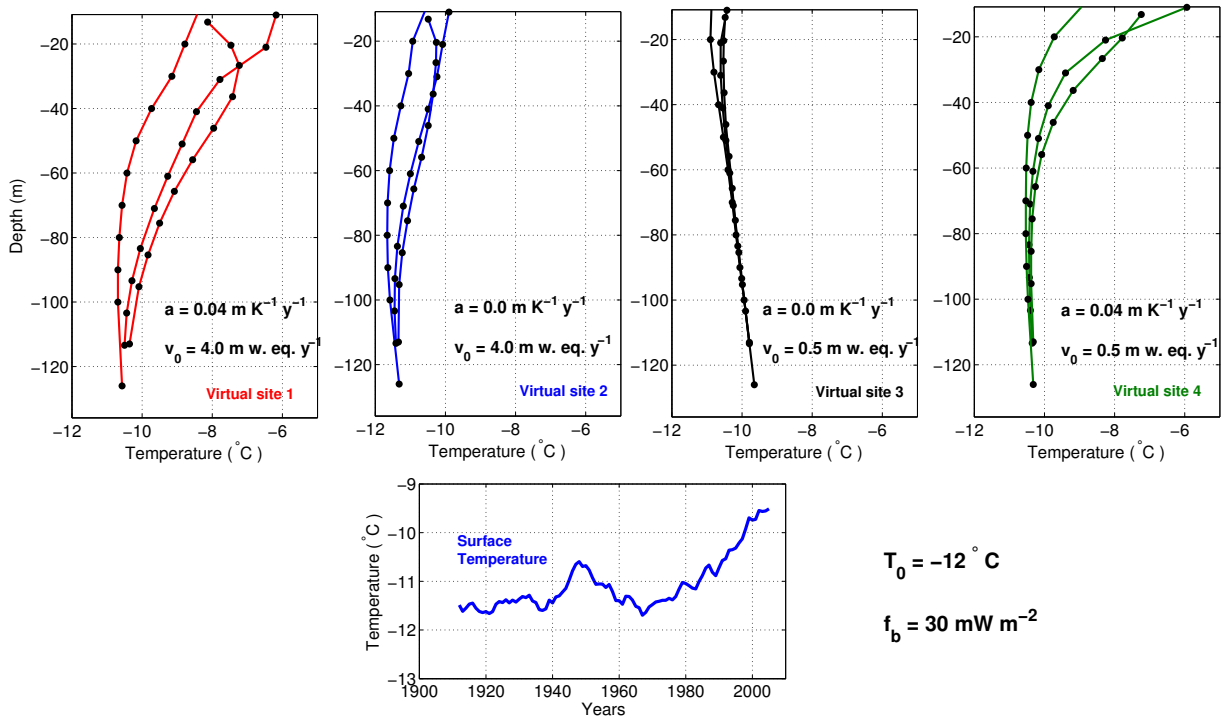 −20
−40
−60
−80
−100
−120
−12
−10
−8
−6
Depth (m)
Temperature ( °C )
a = 0.04 m K⁻¹ y⁻¹
v₀ = 4.0 m w. eq. y⁻¹
Virtual site 1
−20
−40
−60
−80
−100
−120
−12
−10
−8
−6
Temperature ( °C )
a = 0.0 m K⁻¹ y⁻¹
v₀ = 4.0 m w. eq. y⁻¹
Virtual site 2
−20
−40
−60
−80
−100
−120
−12
−10
−8
−6
Temperature ( °C )
a = 0.0 m K⁻¹ y⁻¹
v₀ = 0.5 m w. eq. y⁻¹
Virtual site 3
−20
−40
−60
−80
−100
−120
−12
−10
−8
−6
Temperature ( °C )
a = 0.04 m K⁻¹ y⁻¹
v₀ = 0.5 m w. eq. y⁻¹
Virtual site 4
−9
−10
−11
−12
−13
1900
1920
1940
1960
1980
2000
Temperature ( °C )
Years
Surface
Temperature
T₀ = −12 °C
f_b = 30 mW m⁻²